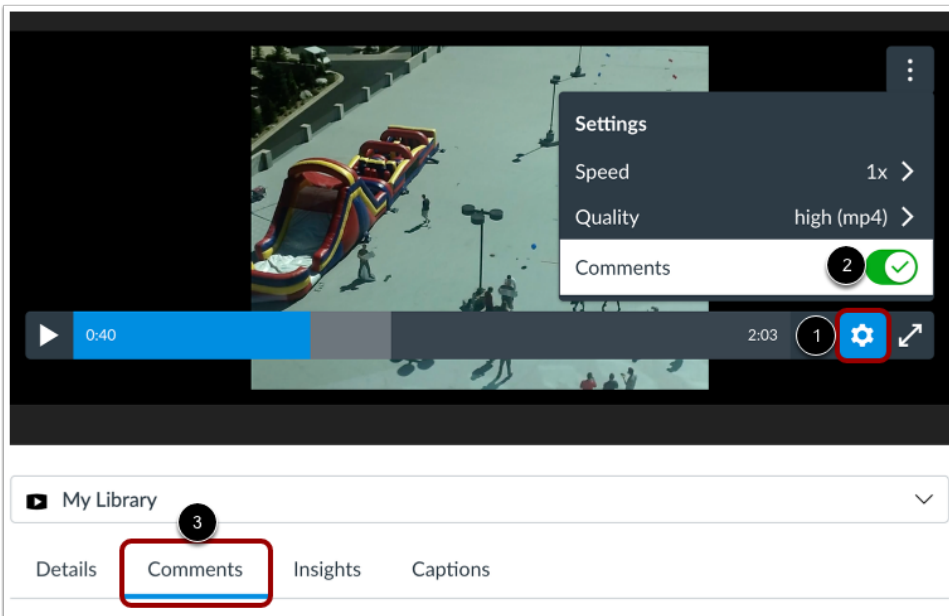 Settings
Speed 1x
Quality high (mp4)
Comments 2
0:40 2:03 1
My Library
3
Details Comments Insights Captions